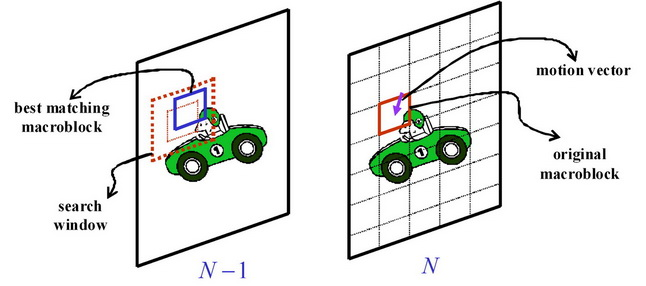 best matching
macroblock
search
window
N − 1
1
motion vector
original
macroblock
N
1